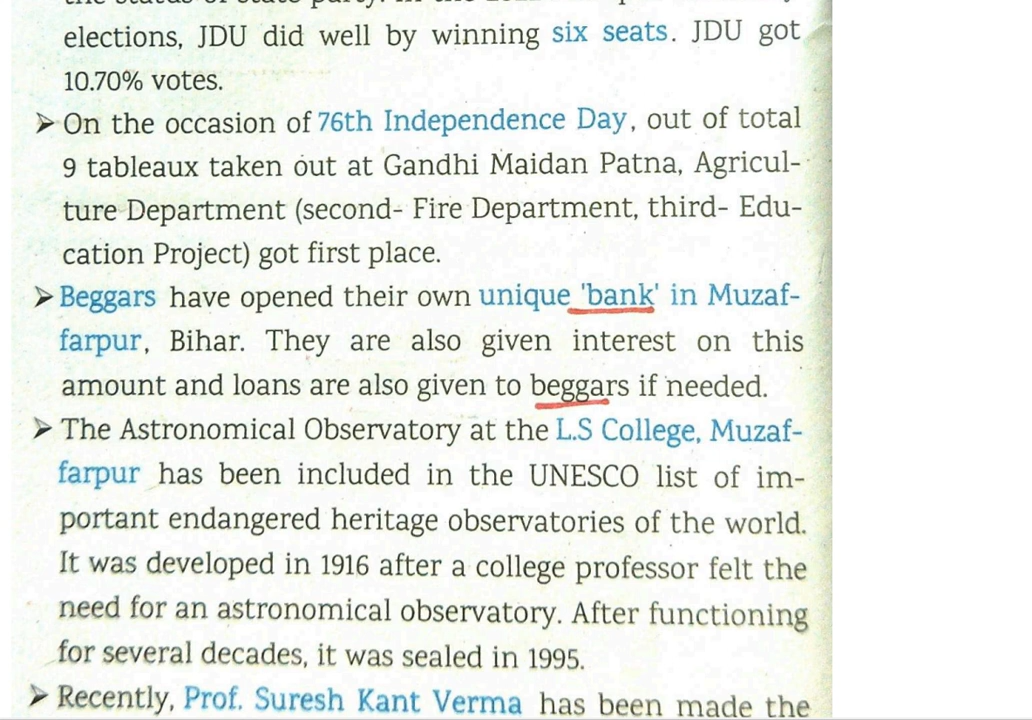 elections, JDU did well by winning six seats. JDU got
10.70% votes.
➤ On the occasion of 76th Independence Day, out of total
9 tableaux taken out at Gandhi Maidan Patna, Agricul-
ture Department (second- Fire Department, third- Edu-
cation Project) got first place.
➤ Beggars have opened their own unique 'bank' in Muzaf-
farpur, Bihar. They are also given interest on this
amount and loans are also given to beggars if needed.
➤ The Astronomical Observatory at the L.S College, Muzaf-
farpur has been included in the UNESCO list of im-
portant endangered heritage observatories of the world.
It was developed in 1916 after a college professor felt the
need for an astronomical observatory. After functioning
for several decades, it was sealed in 1995.
➤ Recently, Prof. Suresh Kant Verma has been made the